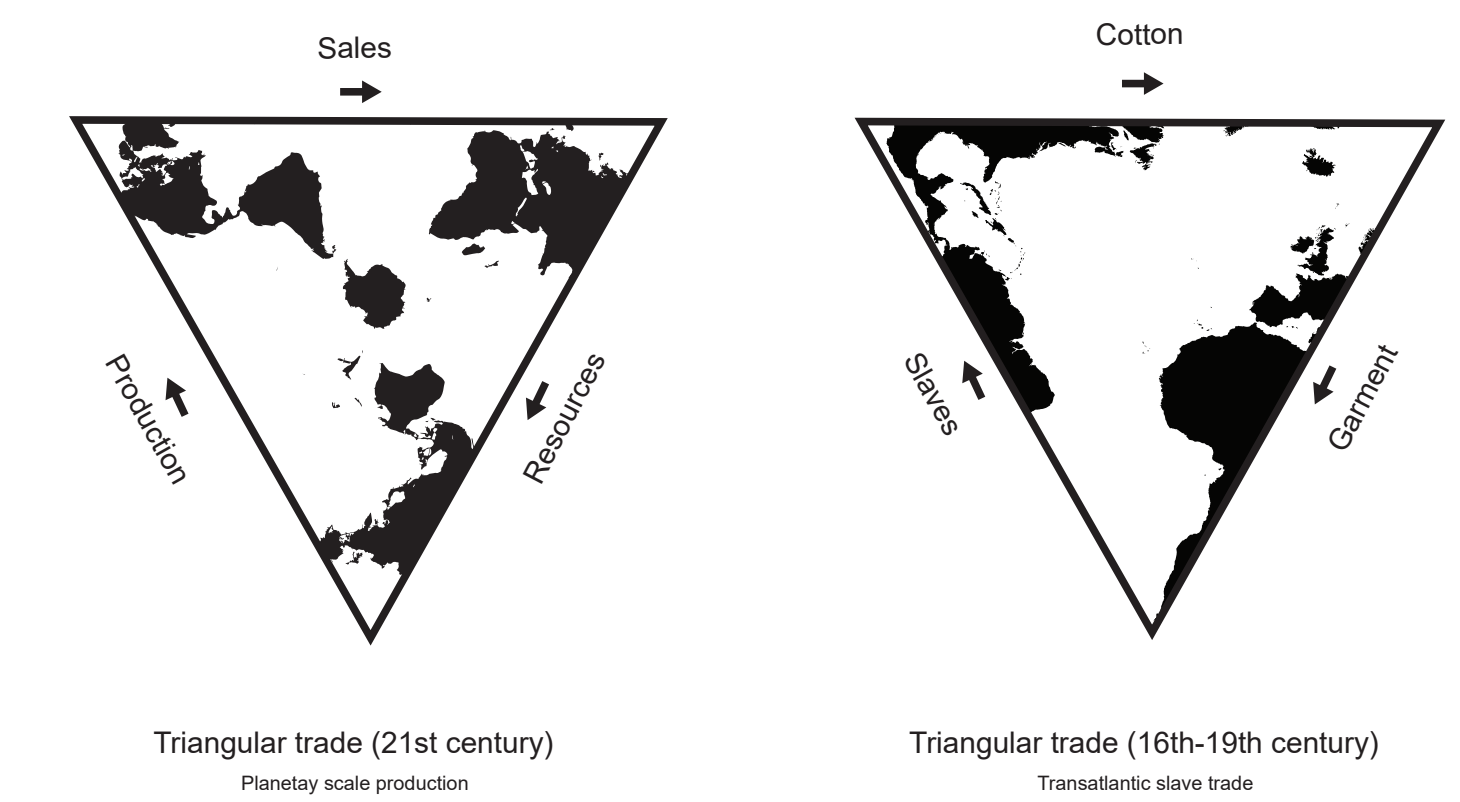 Sales
Production
Resources
Triangular trade (21st century)
Planetay scale production
Cotton
Slaves
Garment
Triangular trade (16th-19th century)
Transatlantic slave trade